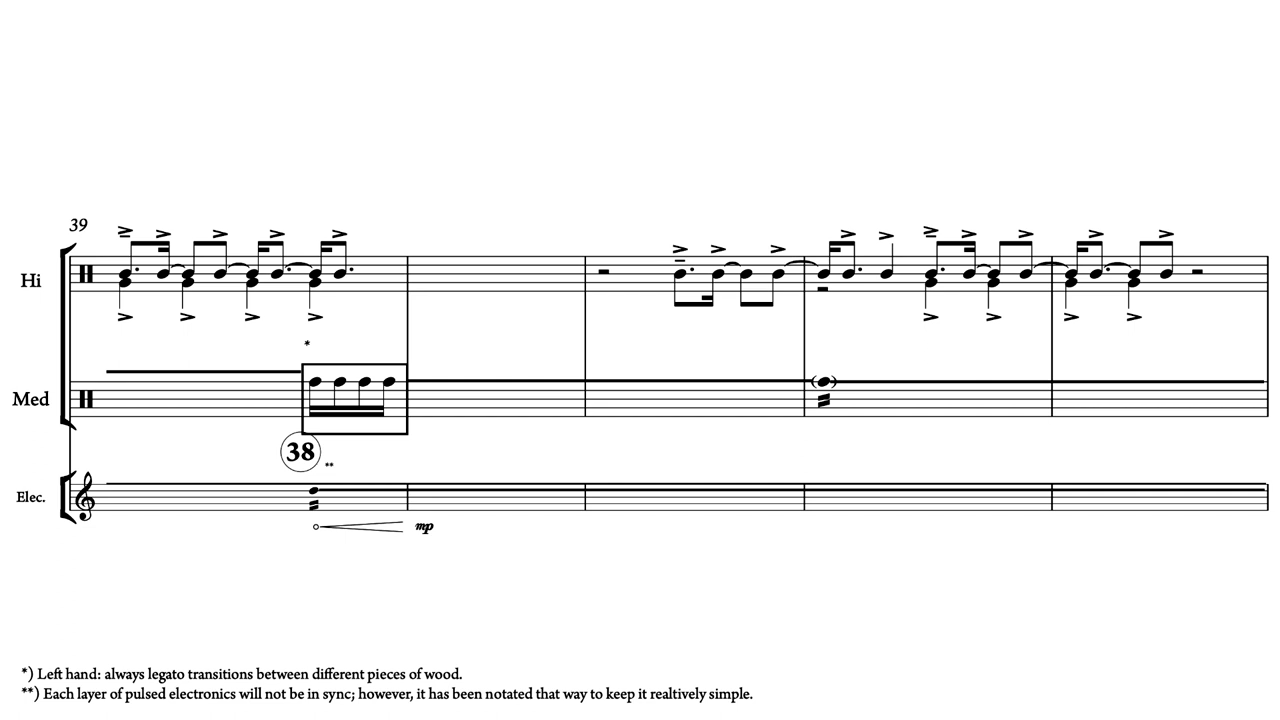 39
Hi
*
Med
38
**
Elec.
mp
*) Left hand: always legato transitions between different pieces of wood.
**) Each layer of pulsed electronics will not be in sync; however, it has been notated that way to keep it realtively simple.